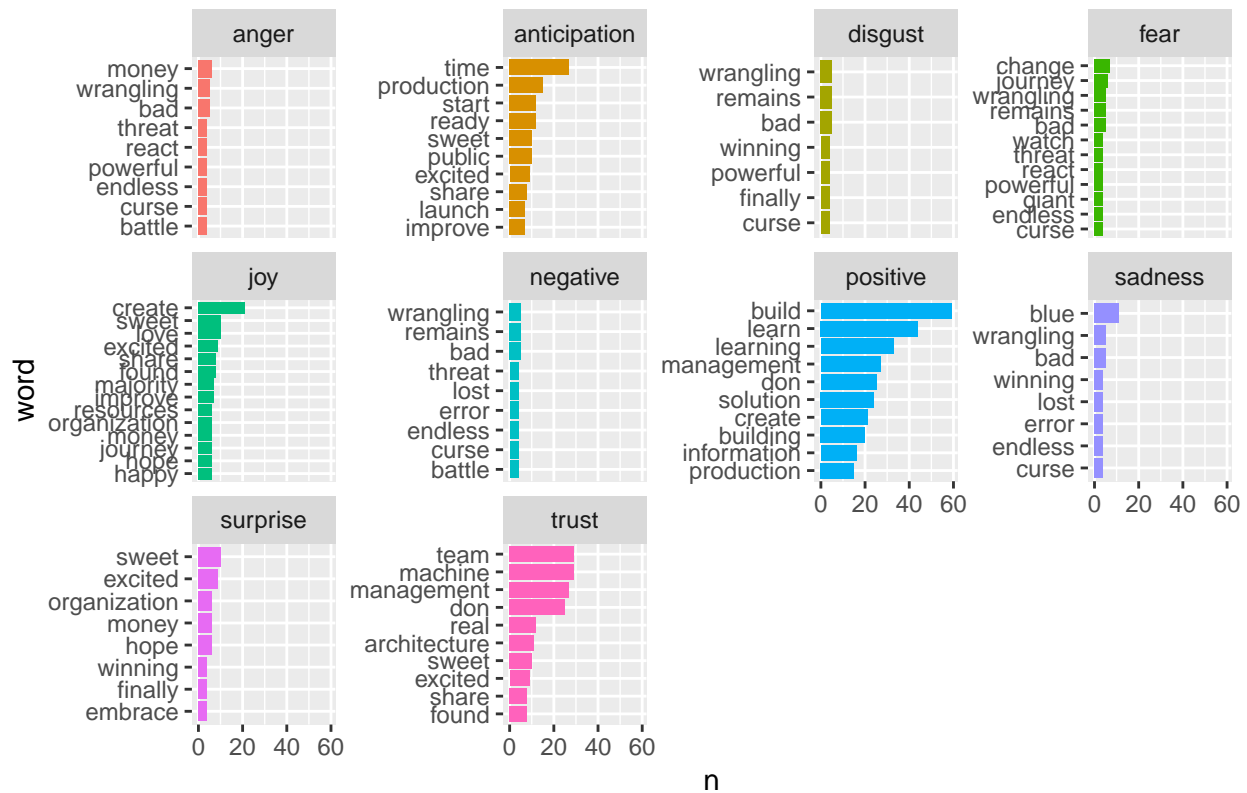 anger
money
wrangling
bad
threat
react
powerful
endless
curse
battle
anticipation
time
production
start
ready
sweet
public
excited
share
launch
improve
disgust
wrangling
remains
bad
winning
powerful
finally
curse
fear
change
journey
wrangling
remains
bad
watch
threat
react
powerful
giant
endless
curse
joy
create
sweet
love
excited
share
found
majority
improve
resources
organization
money
journey
hope
happy
negative
wrangling
remains
bad
threat
lost
error
endless
curse
battle
positive
build
learn
learning
management
don
solution
create
building
information
production
0 20 40 60
sadness
blue
wrangling
bad
winning
lost
error
endless
curse
0 20 40 60
surprise
sweet
excited
organization
money
hope
winning
finally
embrace
0 20 40 60
trust
team
machine
management
don
real
architecture
sweet
excited
share
found
0 20 40 60
word
n